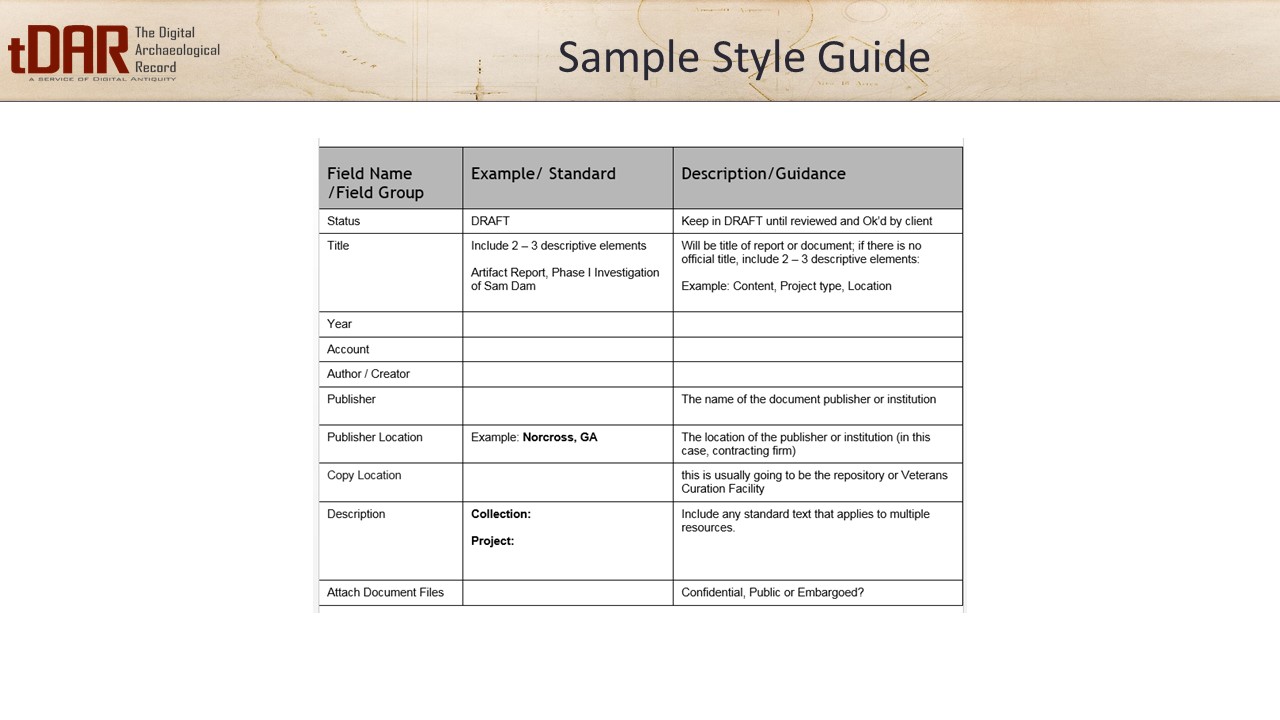 tDAR
The Digital
Archaeological
Record
A SERVICE OF DIGITAL ANTIQUITY
Sample Style Guide
Field Name
/Field Group
Example/ Standard
Description/Guidance
Status
DRAFT
Keep in DRAFT until reviewed and Ok'd by client
Title
Include 2 – 3 descriptive elements
Artifact Report, Phase I Investigation
of Sam Dam
Will be title of report or document; if there is no
official title, include 2 – 3 descriptive elements:
Example: Content, Project type, Location
Year
Account
Author / Creator
Publisher
The name of the document publisher or institution
Publisher Location
Example: Norcross, GA
The location of the publisher or institution (in this
case, contracting firm)
Copy Location
this is usually going to be the repository or Veterans
Curation Facility
Description
Collection:
Project:
Include any standard text that applies to multiple
resources.
Attach Document Files
Confidential, Public or Embargoed?